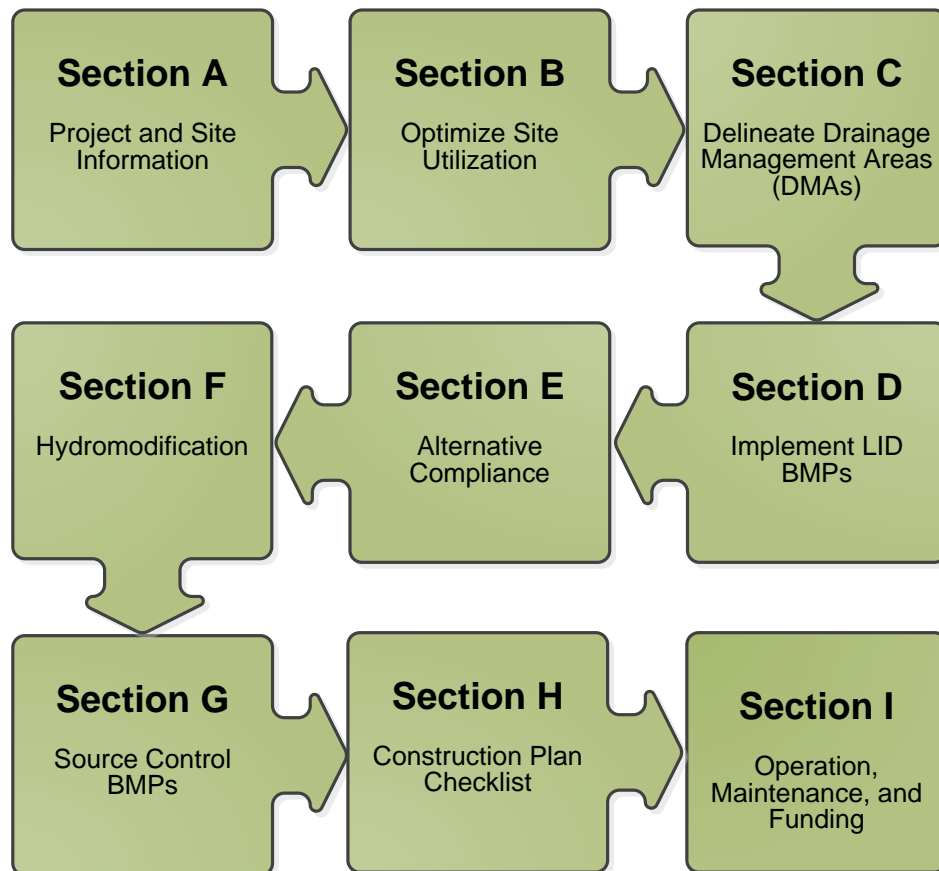 Section A
Project and Site
Information
Section B
Optimize Site
Utilization
Section C
Delineate Drainage
Management Areas
(DMAs)
Section D
Implement LID
BMPs
Section E
Alternative
Compliance
Section F
Hydromodification
Section G
Source Control
BMPs
Section H
Construction Plan
Checklist
Section I
Operation,
Maintenance, and
Funding